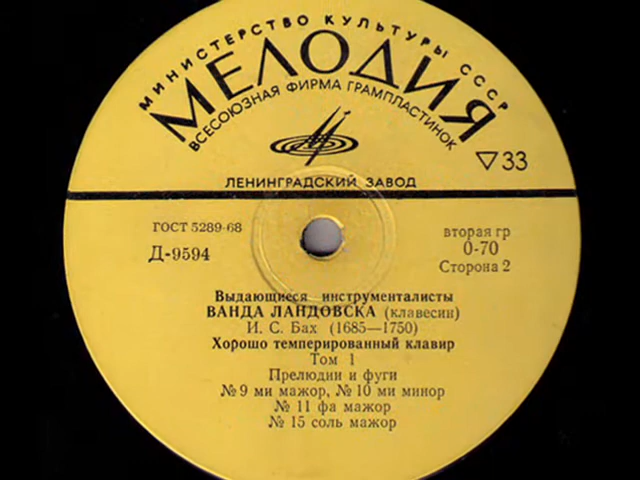 МИНИСТЕРСТВО КУЛЬТУРЫ СССР
МЕЛОДИЯ
ВСЕСОЮЗНАЯ ФИРМА ГРАМПЛАСТИНОК
▽33
ЛЕНИНГРАДСКИЙ ЗАВОД
ГОСТ 5289-68
Д-9594
вторая гр
0-70
Сторона 2
Выдающиеся инструменталисты
ВАНДА ЛАНДОВСКА (клавесин)
И. С. Бах (1685—1750)
Хорошо темперированный клавир
Том 1
Прелюдии и фуги
№ 9 ми мажор, № 10 ми минор
№ 11 фа мажор
№ 15 соль мажор